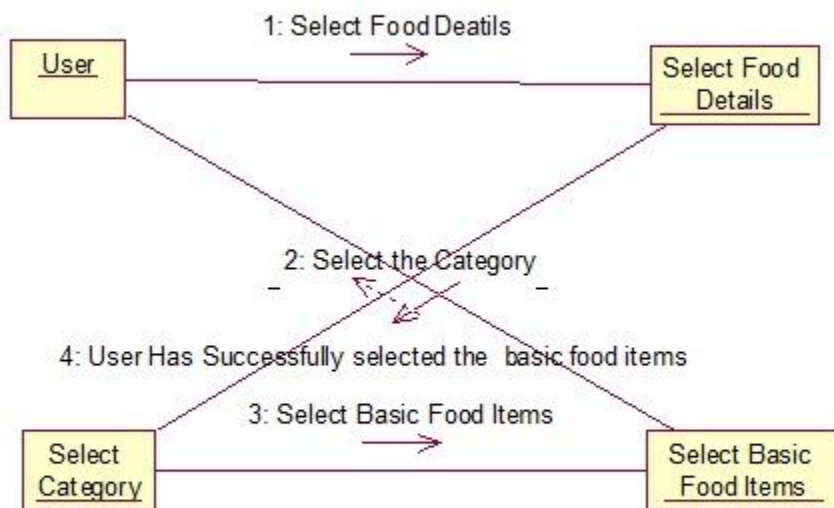 1: Select Food Deatils
User
Select Food
Details
2: Select the Category
4: User Has Successfully selected the basic food items
3: Select Basic Food Items
Select
Category
Select Basic
Food Items